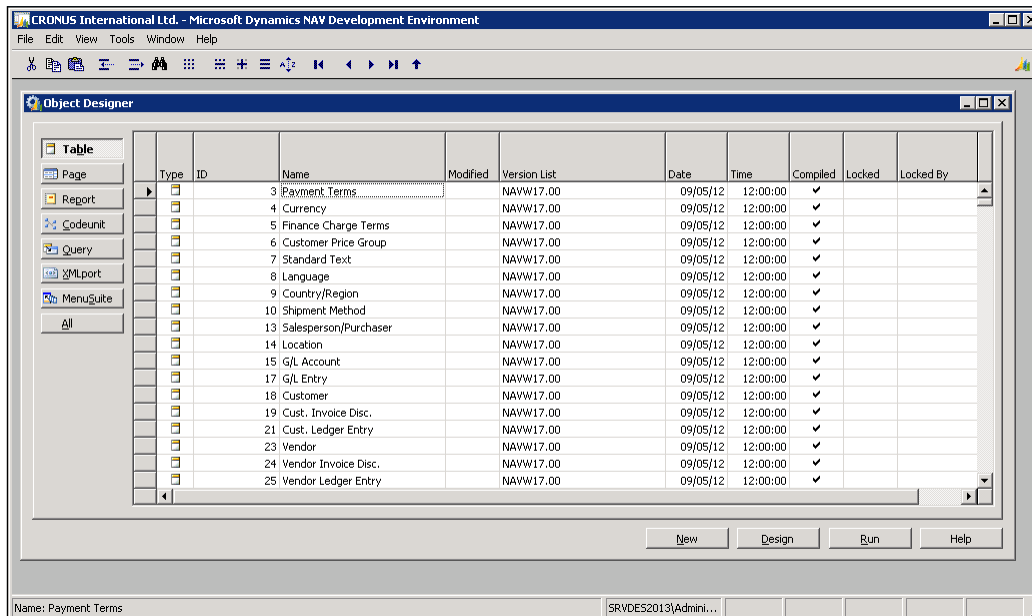 CRONUS International Ltd. - Microsoft Dynamics NAV Development Environment
File Edit View Tools Window Help
Object Designer
Table
Page
Report
Codeunit
Query
XMLport
MenuSuite
All
Type ID Name Modified Version List Date Time Compiled Locked Locked By
3 Payment Terms NAVW17.00 09/05/12 12:00:00
4 Currency NAVW17.00 09/05/12 12:00:00
5 Finance Charge Terms NAVW17.00 09/05/12 12:00:00
6 Customer Price Group NAVW17.00 09/05/12 12:00:00
7 Standard Text NAVW17.00 09/05/12 12:00:00
8 Language NAVW17.00 09/05/12 12:00:00
9 Country/Region NAVW17.00 09/05/12 12:00:00
10 Shipment Method NAVW17.00 09/05/12 12:00:00
13 Salesperson/Purchaser NAVW17.00 09/05/12 12:00:00
14 Location NAVW17.00 09/05/12 12:00:00
15 G/L Account NAVW17.00 09/05/12 12:00:00
17 G/L Entry NAVW17.00 09/05/12 12:00:00
18 Customer NAVW17.00 09/05/12 12:00:00
19 Cust. Invoice Disc. NAVW17.00 09/05/12 12:00:00
21 Cust. Ledger Entry NAVW17.00 09/05/12 12:00:00
23 Vendor NAVW17.00 09/05/12 12:00:00
24 Vendor Invoice Disc. NAVW17.00 09/05/12 12:00:00
25 Vendor Ledger Entry NAVW17.00 09/05/12 12:00:00
New Design Run Help
Name: Payment Terms SRVDES2013\Admini...